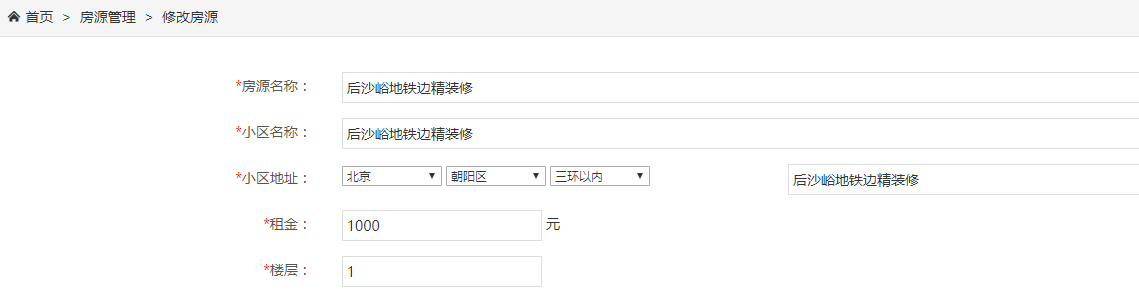 首页 > 房源管理 > 修改房源
*房源名称： 后沙峪地铁边精装修
*小区名称： 后沙峪地铁边精装修
*小区地址： 北京 朝阳区 三环以内 后沙峪地铁边精装修
*租金： 1000 元
*楼层： 1